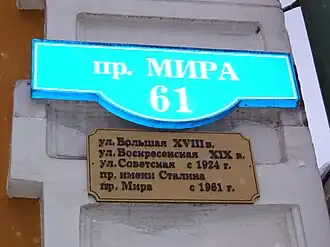 пр. МИРА
61
ул. Большая XVIII в.
ул. Воскресенская XIX в.
ул. Советская с 1924 г.
пр. имени Сталина
пр. Мира с 1961 г.